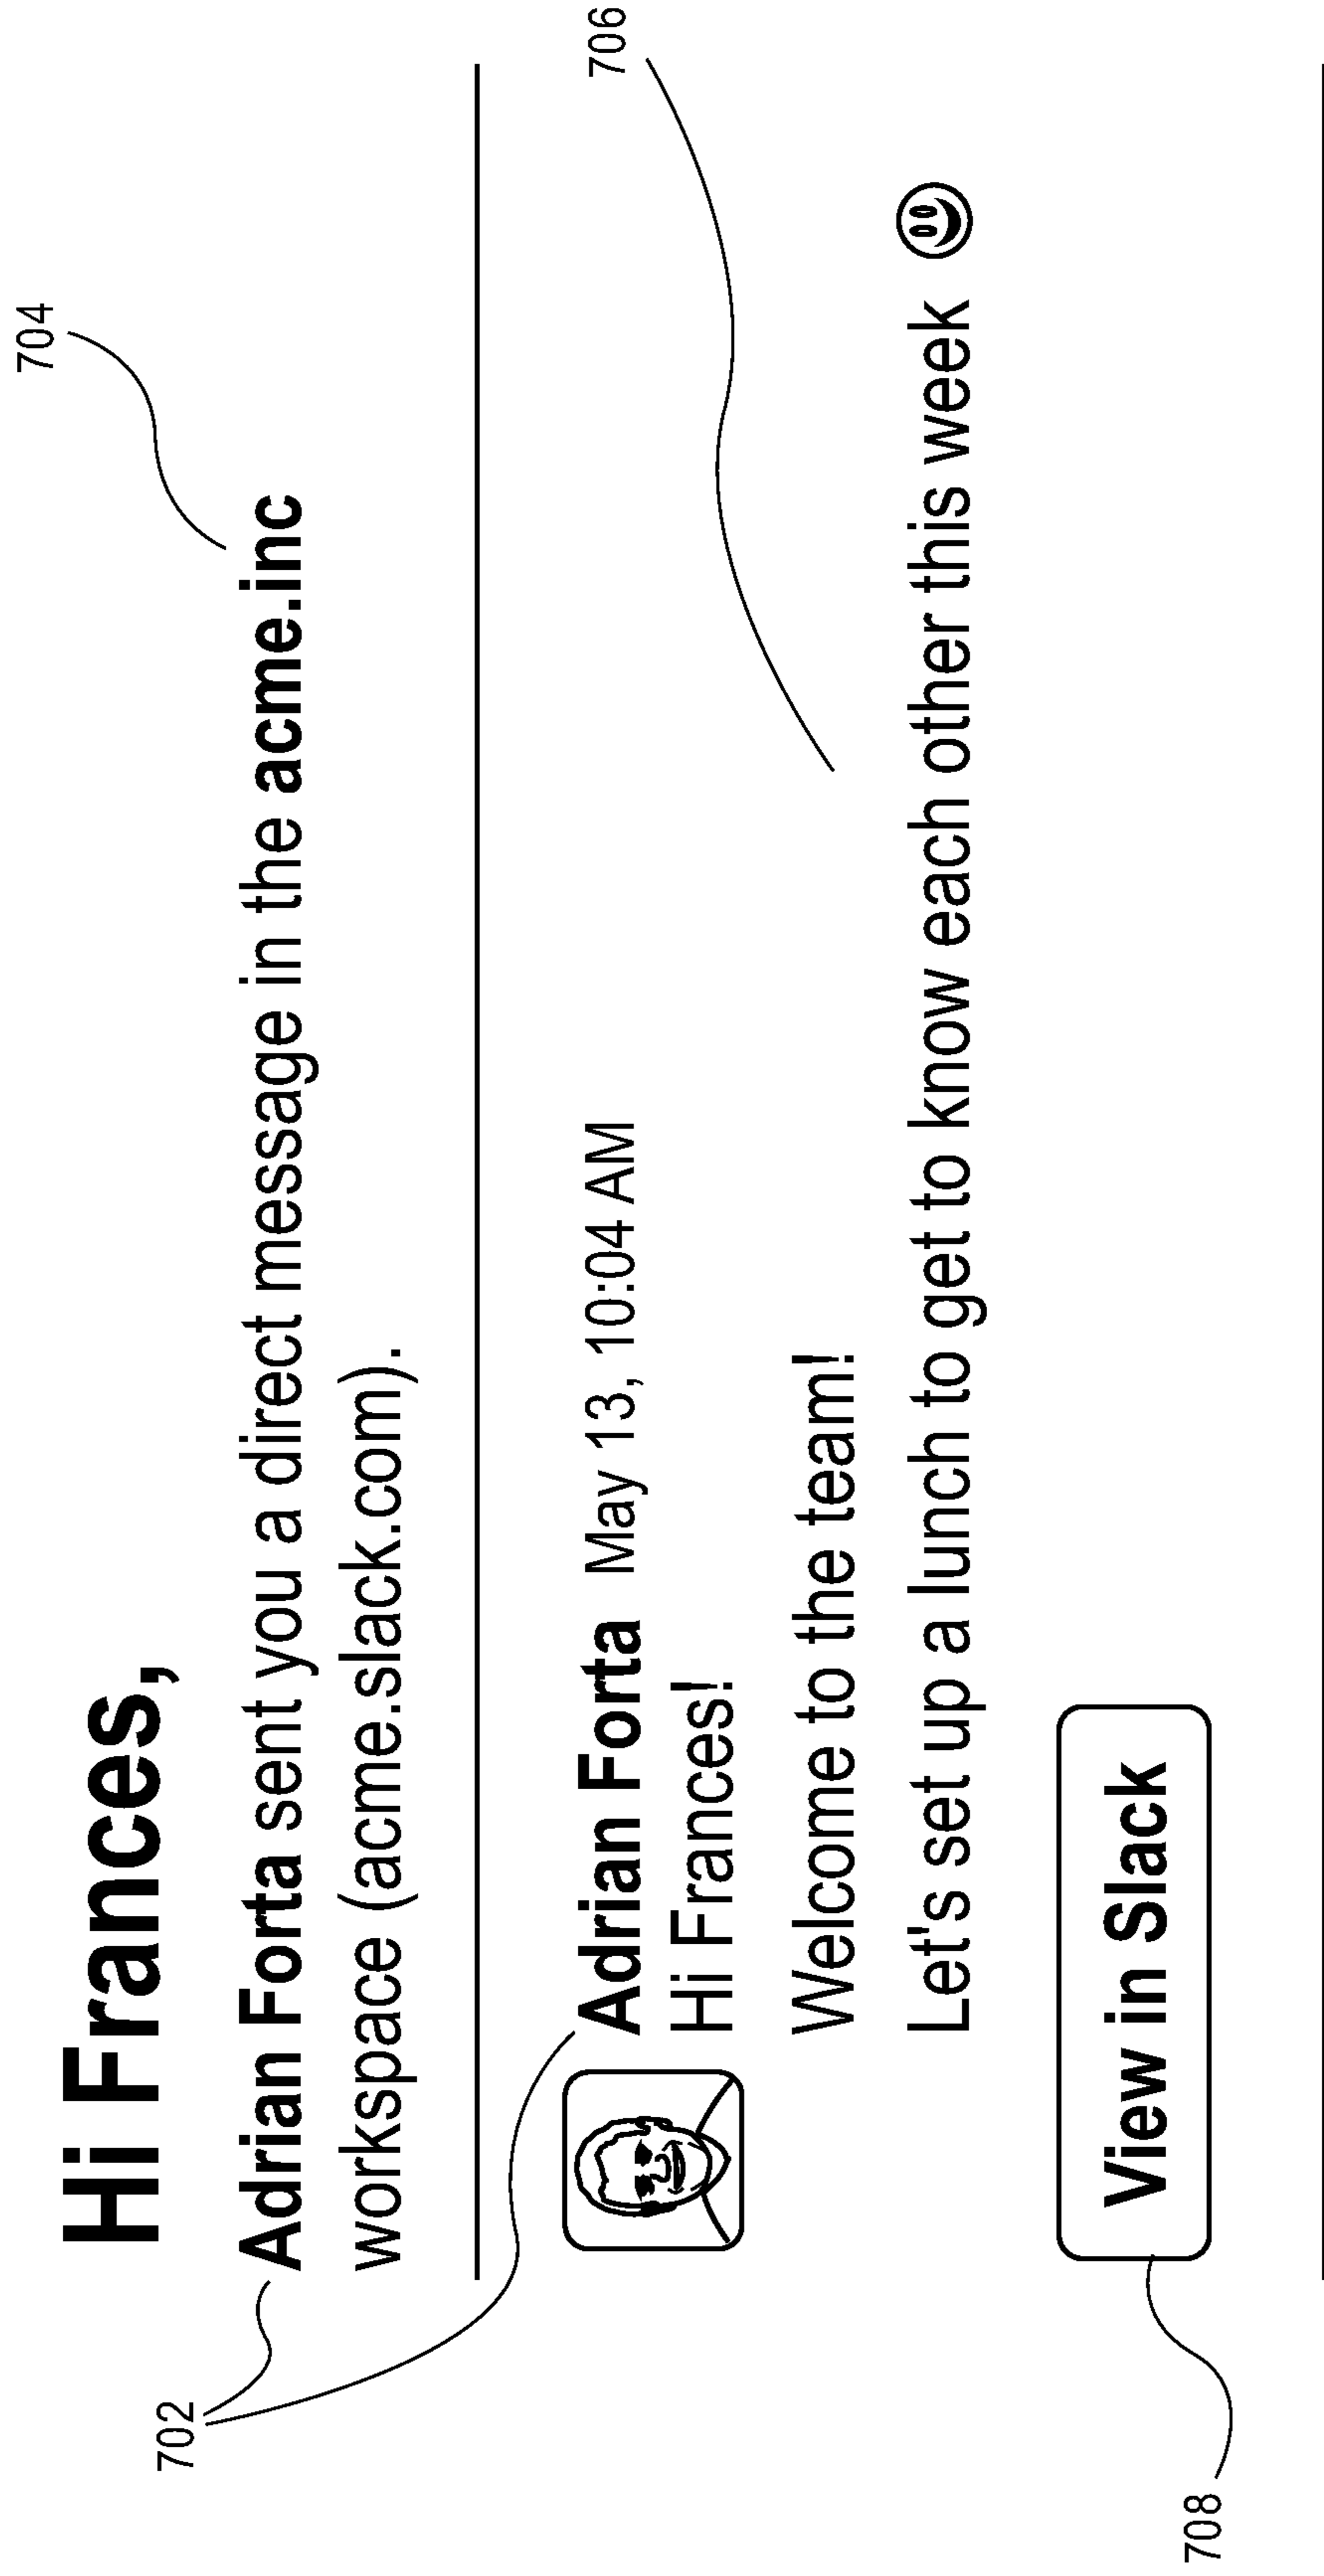 704
Hi Frances,
702
Adrian Forta sent you a direct message in the acme.inc
workspace (acme.slack.com).
706
Adrian Forta May 13, 10:04 AM
Hi Frances!
Welcome to the team!
Let's set up a lunch to get to know each other this week 😀
View in Slack
708